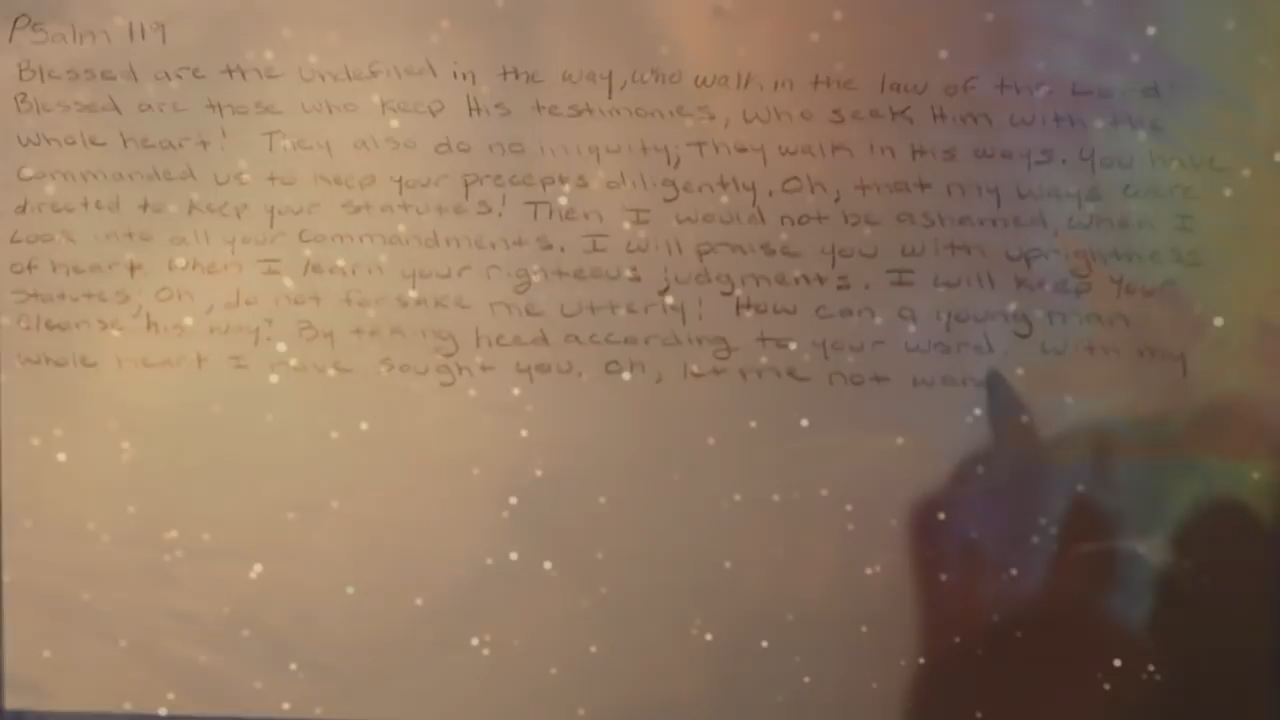 Psalm 119
Blessed are the undefiled in the way, who walk in the law of the Lord!
Blessed are those who keep His testimonies, who seek Him with the
whole heart! They also do no iniquity; They walk in His ways. You have
commanded us to keep your precepts diligently. Oh, that my ways were
directed to keep your statutes! Then I would not be ashamed, when I
Look into all your commandments. I will praise you with uprightness
of heart when I learn your righteous judgments. I will keep your
statutes; Oh, do not forsake me utterly! How can a young man
cleanse his way? By taking heed according to your word. With my
whole heart I have sought you. Oh, let me not wan